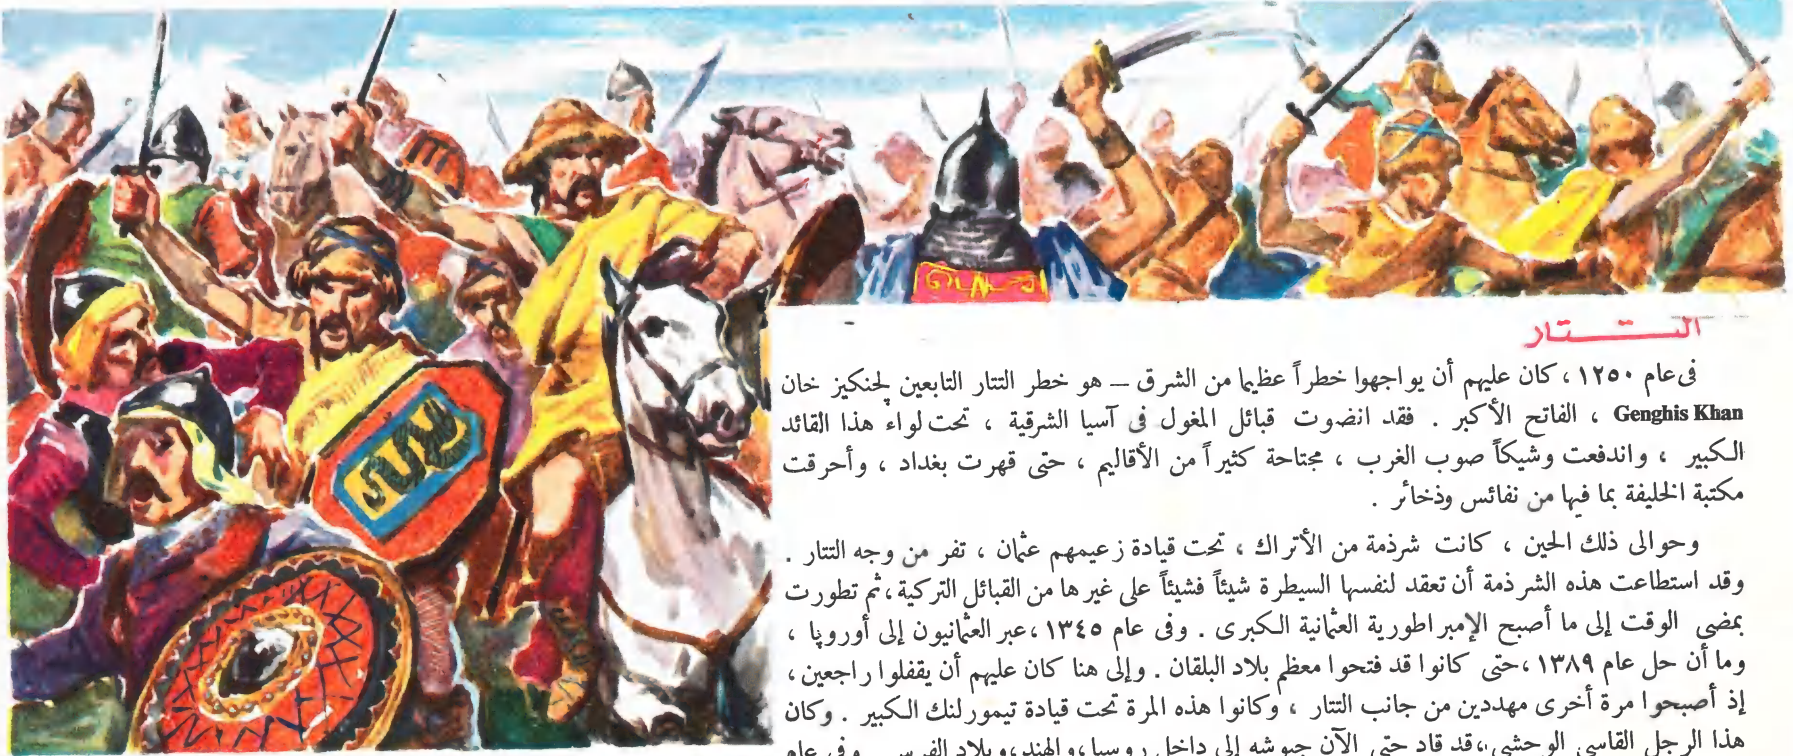 التتار
فى عام ١٢٥٠ ، كان عليهم أن يواجهوا خطراً عظيما من الشرق — هو خطر التتار التابعين لجنكيز خان
Genghis Khan ، الفاتح الأكبر . فقد انضوت قبائل المغول فى آسيا الشرقية ، تحت لواء هذا القائد
الكبير ، واندفعت وشيكاً صوب الغرب ، مجتاحة كثيراً من الأقاليم ، حتى قهرت بغداد ، وأحرقت
مكتبة الخليفة بما فيها من نفائس وذخائر .
وحوالى ذلك الحين ، كانت شرذمة من الأتراك ، تحت قيادة زعيمهم عثمان ، تفر من وجه التتار .
وقد استطاعت هذه الشرذمة أن تعقد لنفسها السيطرة شيئاً فشيئاً على غيرها من القبائل التركية ، ثم تطورت
بمضى الوقت إلى ما أصبح الإمبراطورية العثمانية الكبرى . وفى عام ١٣٤٥ ، عبر العثمانيون إلى أوروپا ،
وما أن حل عام ١٣٨٩ ، حتى كانوا قد فتحوا معظم بلاد البلقان . وإلى هنا كان عليهم أن يقفلوا راجعين ،
إذ أصبحوا مرة أخرى مهددين من جانب التتار ، وكانوا هذه المرة تحت قيادة تيمورلنك الكبير . وكان
هذا الرجل القاسى الوحشى ، قد قاد حتى الآن جيوشه إلى داخل روسيا ، والهند ، وبلاد الفرس وفى عام